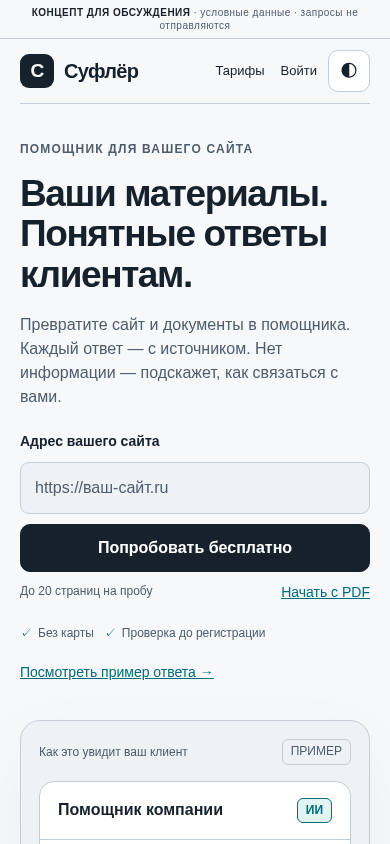 КОНЦЕПТ ДЛЯ ОБСУЖДЕНИЯ · условные данные · запросы не
отправляются
С Суфлёр Тарифы Войти
ПОМОЩНИК ДЛЯ ВАШЕГО САЙТА
Ваши материалы.
Понятные ответы
клиентам.
Превратите сайт и документы в помощника.
Каждый ответ — с источником. Нет
информации — подскажет, как связаться с
вами.
Адрес вашего сайта
https://ваш-сайт.ru
Попробовать бесплатно
До 20 страниц на пробу Начать с PDF
✓ Без карты ✓ Проверка до регистрации
Посмотреть пример ответа →
Как это увидит ваш клиент ПРИМЕР
Помощник компании ИИ